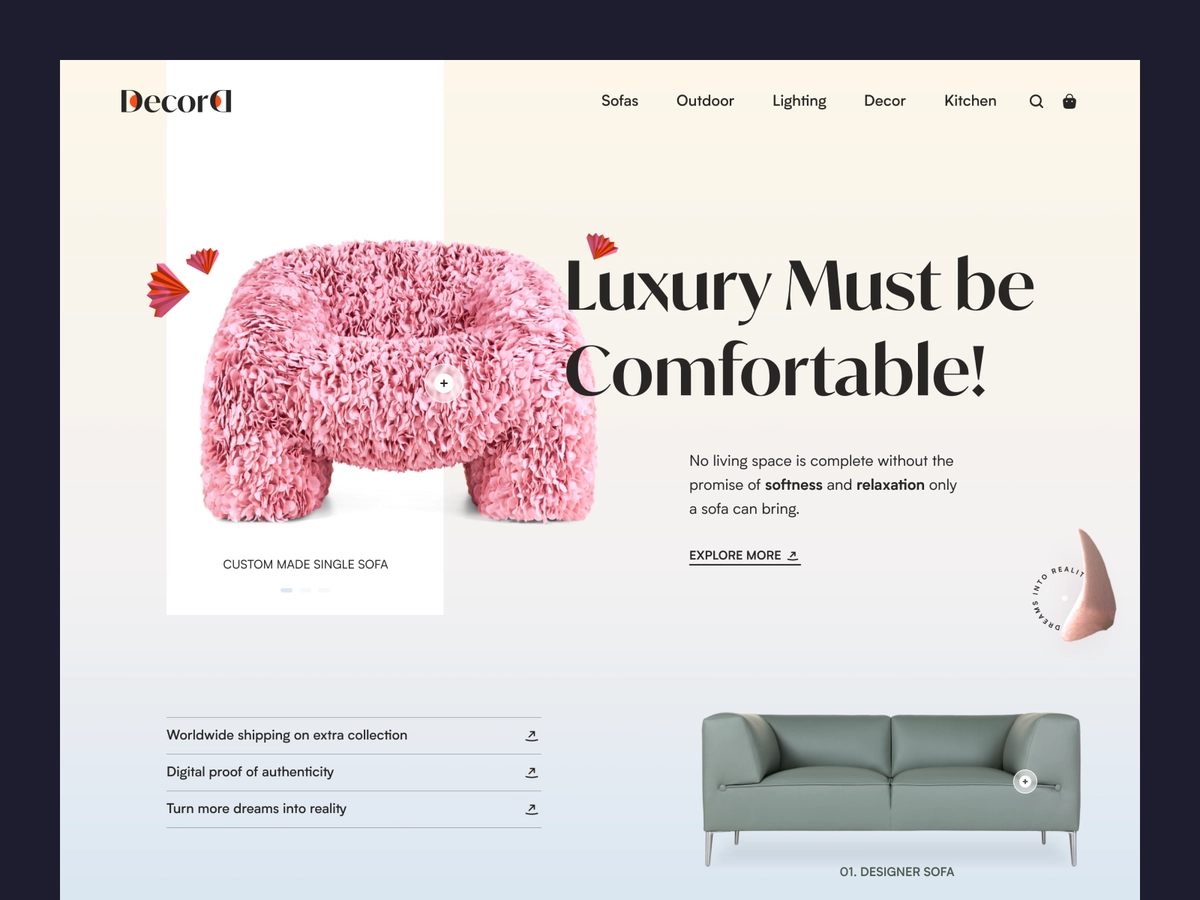 DecorD
Sofas Outdoor Lighting Decor Kitchen
Luxury Must be
Comfortable!
No living space is complete without the
promise of softness and relaxation only
a sofa can bring.
EXPLORE MORE
CUSTOM MADE SINGLE SOFA
DREAMS INTO REALIT
Worldwide shipping on extra collection
Digital proof of authenticity
Turn more dreams into reality
01. DESIGNER SOFA